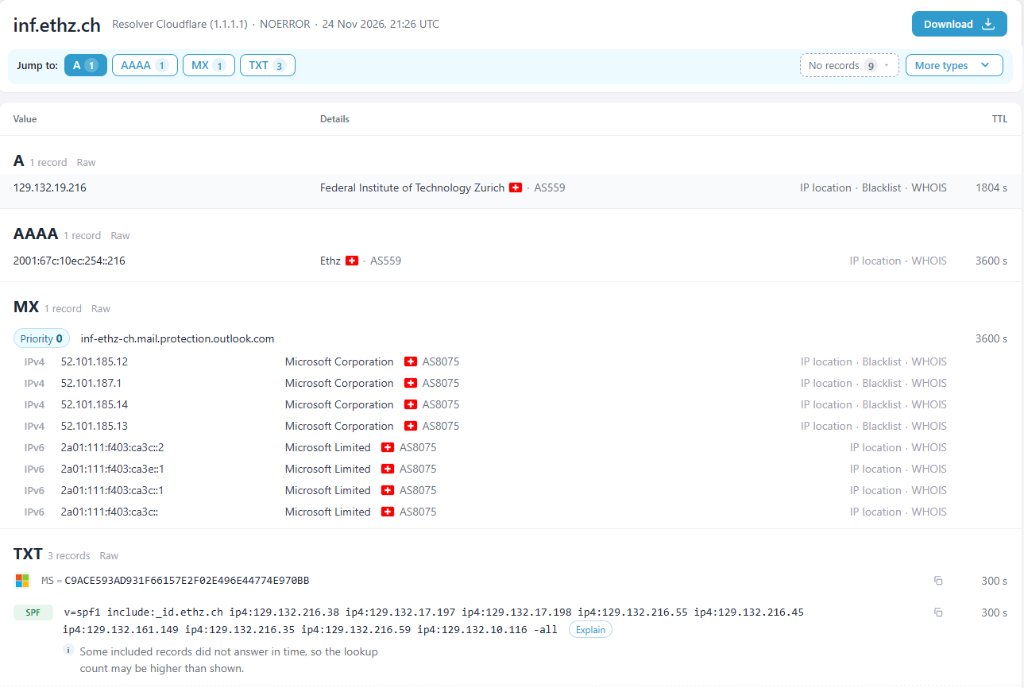 inf.ethz.ch Resolver Cloudflare (1.1.1.1) · NOERROR · 24 Nov 2026, 21:26 UTC Download
Jump to: A 1 AAAA 1 MX 1 TXT 3 No records 9 More types
Value Details TTL
A 1 record Raw
129.132.19.216 Federal Institute of Technology Zurich · AS559 IP location · Blacklist · WHOIS 1804 s
AAAA 1 record Raw
2001:67c:10ec:254::216 Ethz · AS559 IP location · WHOIS 3600 s
MX 1 record Raw
Priority 0 inf-ethz-ch.mail.protection.outlook.com 3600 s
IPv4 52.101.185.12 Microsoft Corporation AS8075 IP location · Blacklist · WHOIS
IPv4 52.101.187.1 Microsoft Corporation AS8075 IP location · Blacklist · WHOIS
IPv4 52.101.185.14 Microsoft Corporation AS8075 IP location · Blacklist · WHOIS
IPv4 52.101.185.13 Microsoft Corporation AS8075 IP location · Blacklist · WHOIS
IPv6 2a01:111:f403:ca3c::2 Microsoft Limited AS8075 IP location · WHOIS
IPv6 2a01:111:f403:ca3e::1 Microsoft Limited AS8075 IP location · WHOIS
IPv6 2a01:111:f403:ca3c::1 Microsoft Limited AS8075 IP location · WHOIS
IPv6 2a01:111:f403:ca3c:: Microsoft Limited AS8075 IP location · WHOIS
TXT 3 records Raw
MS = C9ACE593AD931F66157E2F02E496E44774E970BB 300 s
SPF v=spf1 include:_id.ethz.ch ip4:129.132.216.38 ip4:129.132.17.197 ip4:129.132.17.198 ip4:129.132.216.55 ip4:129.132.216.45 300 s
ip4:129.132.161.149 ip4:129.132.216.35 ip4:129.132.216.59 ip4:129.132.10.116 -all Explain
i Some included records did not answer in time, so the lookup
count may be higher than shown.